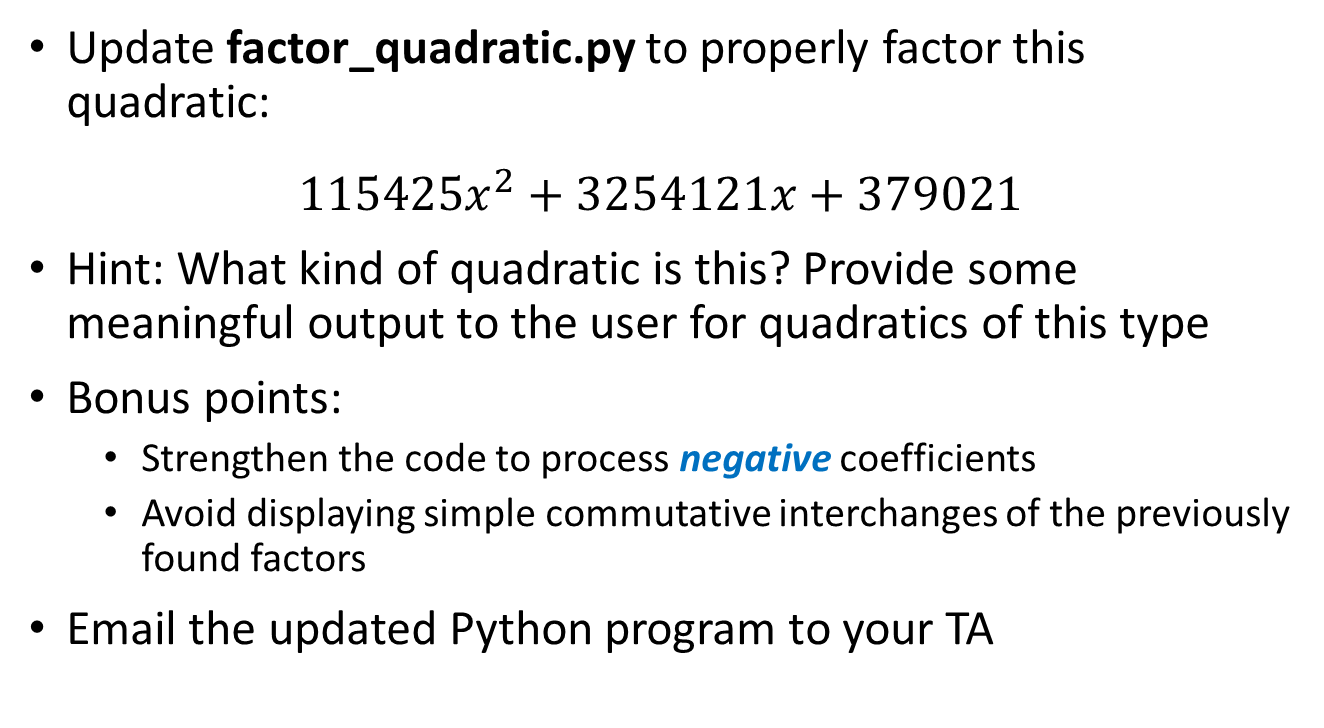 • Update factor_quadratic.py to properly factor this
quadratic:
115425x² + 3254121x + 379021
• Hint: What kind of quadratic is this? Provide some
meaningful output to the user for quadratics of this type
• Bonus points:
• Strengthen the code to process negative coefficients
• Avoid displaying simple commutative interchanges of the previously
found factors
• Email the updated Python program to your TA